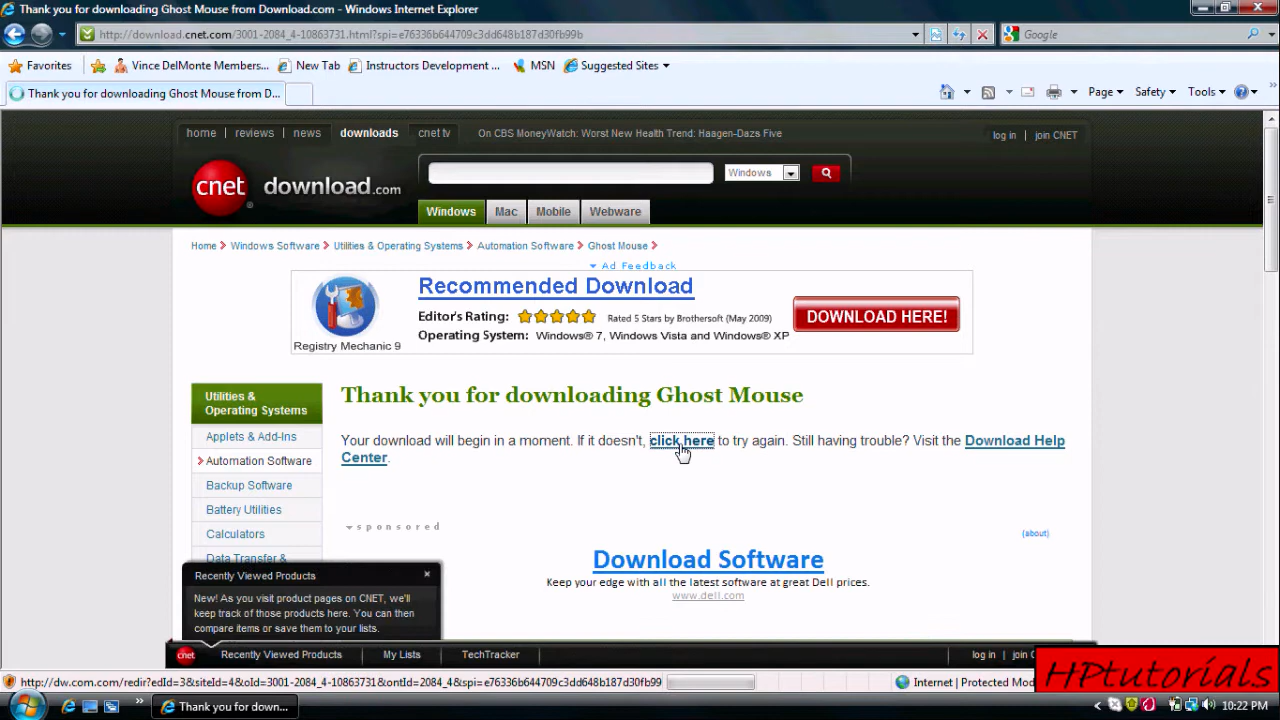 Thank you for downloading Ghost Mouse from Download.com - Windows Internet Explorer
http://download.cnet.com/3001-2084_4-10863731.html?spi=e76336b644709c3dd647db187d30fb99b
Google
Favorites
Vince DelMonte Members...
New Tab
Instructors Development ...
MSN
Suggested Sites
Thank you for downloading Ghost Mouse from D...
Page
Safety
Tools
home | reviews | news downloads cnet tv
On CBS MoneyWatch: Worst New Health Trend: Haagen-Dazs Five
log in | join CNET
cnet download.com
Windows
Windows Mac Mobile Webware
Home > Windows Software > Utilities & Operating Systems > Automation Software > Ghost Mouse >
Ad Feedback
Recommended Download
Editor's Rating:
Rated 5 Stars by Brothersoft (May 2009)
DOWNLOAD HERE!
Operating System: Windows® 7, Windows Vista and Windows XP
Registry Mechanic 9
Utilities &
Operating Systems
Applets & Add-Ins
Automation Software
Backup Software
Battery Utilities
Calculators
Data Transfer &
Thank you for downloading Ghost Mouse
Your download will begin in a moment. If it doesn't, click here to try again. Still having trouble? Visit the Download Help
Center.
sponsored
(about)
Download Software
Keep your edge with all the latest software at great Dell prices.
www.dell.com
Recently Viewed Products
New! As you visit product pages on CNET, we'll
keep track of those products here. You can then
compare items or save them to your lists.
cnet
Recently Viewed Products
My Lists
TechTracker
log in | join
http://dw.com.com/redir?edId=3&siteId=4&oId=3001-2084_4-10863731&ontId=2084_4&spi=e76336b644709c3dd647db187d30fb99
Internet | Protected Mod
HPtutorials
Thank you for down...
10:22 PM